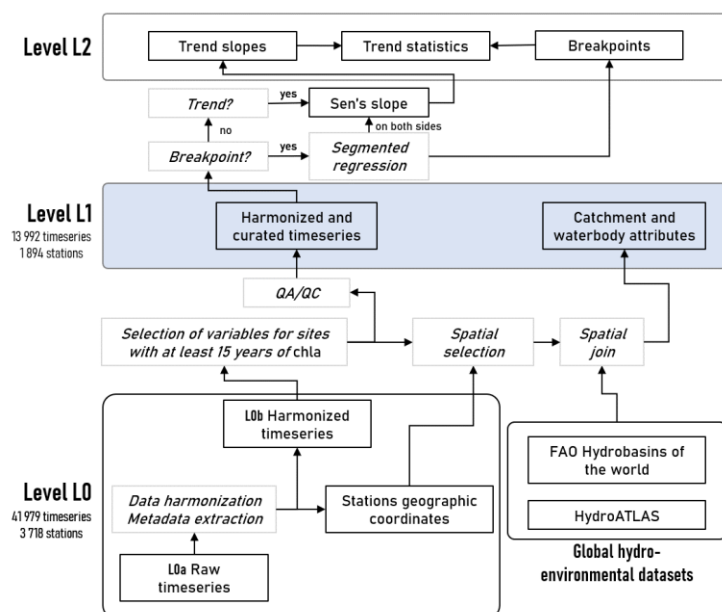 Level L2
Trend slopes
Trend statistics
Breakpoints
Trend?
yes
Sen's slope
no
on both sides
Breakpoint?
yes
Segmented
regression
Level L1
13 992 timeseries
1 894 stations
Harmonized and
curated timeseries
Catchment and
waterbody attributes
QA/QC
Selection of variables for sites
with at least 15 years of chla
Spatial
selection
Spatial
join
L0b Harmonized
timeseries
Level L0
41 979 timeseries
3 718 stations
Data harmonization
Metadata extraction
Stations geographic
coordinates
L0a Raw
timeseries
FAO Hydrobasins of
the world
HydroATLAS
Global hydro-
environmental datasets